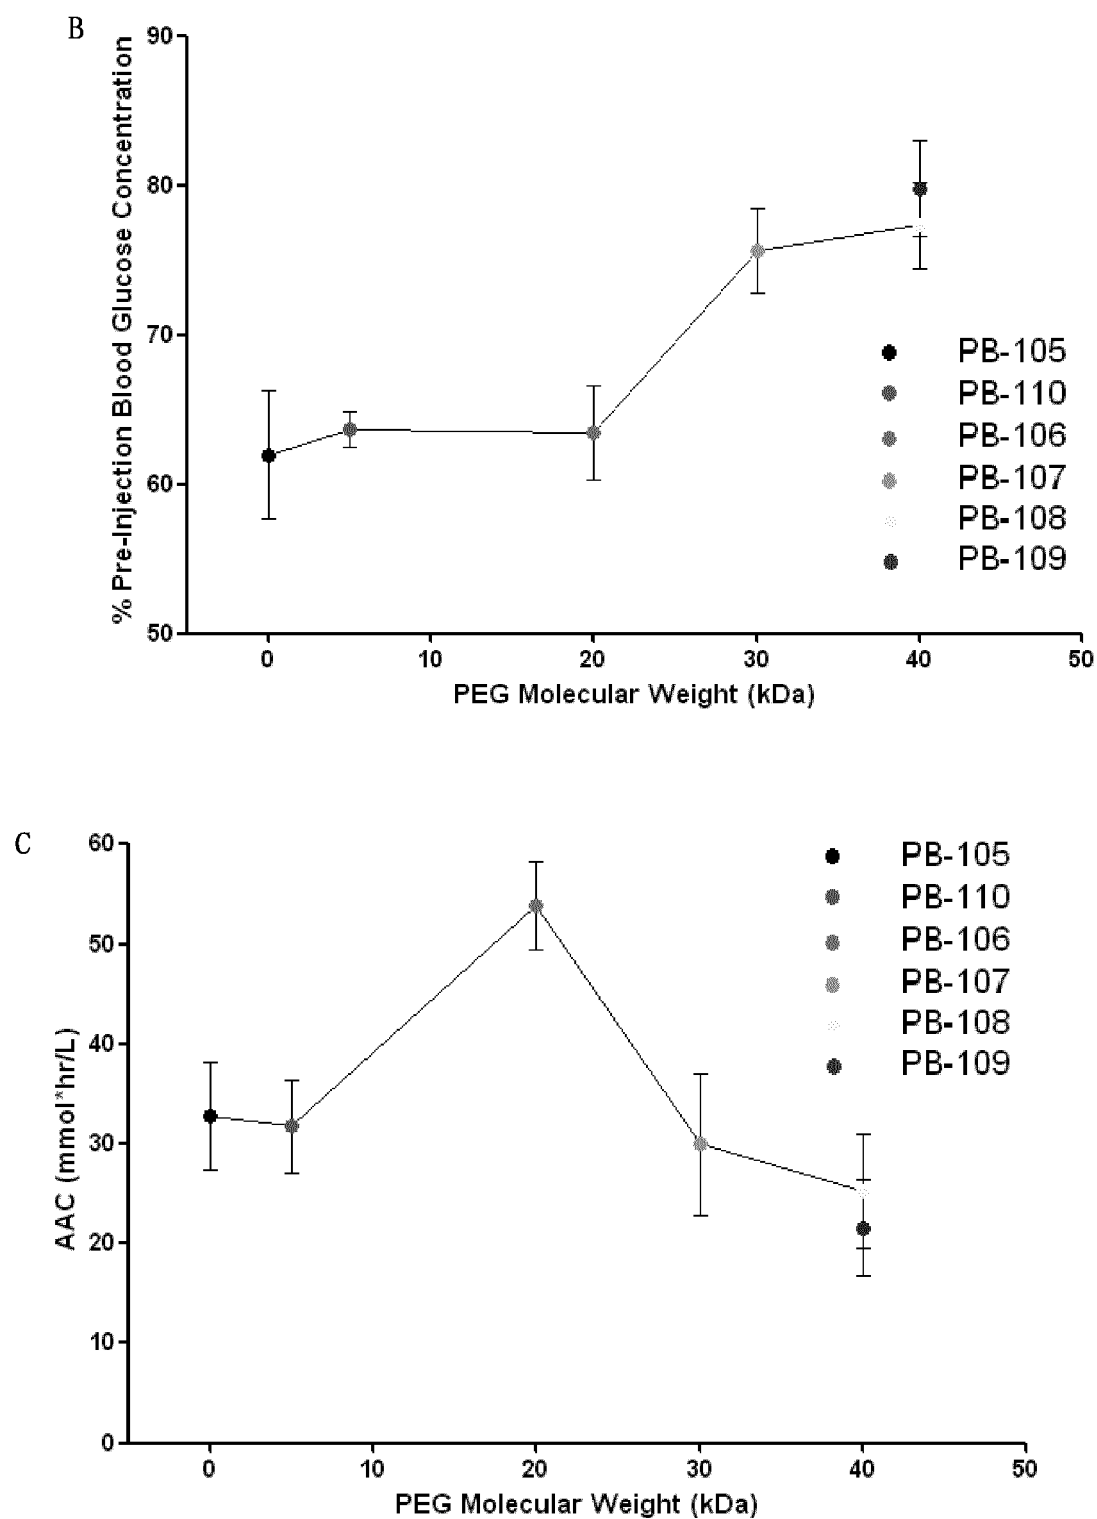 B
% Pre-Injection Blood Glucose Concentration
90
80
70
60
50
0 10 20 30 40 50
PEG Molecular Weight (kDa)
PB-105
PB-110
PB-106
PB-107
PB-108
PB-109
C
AAC (mmol*hr/L)
60
50
40
30
20
10
0
0 10 20 30 40 50
PEG Molecular Weight (kDa)
PB-105
PB-110
PB-106
PB-107
PB-108
PB-109